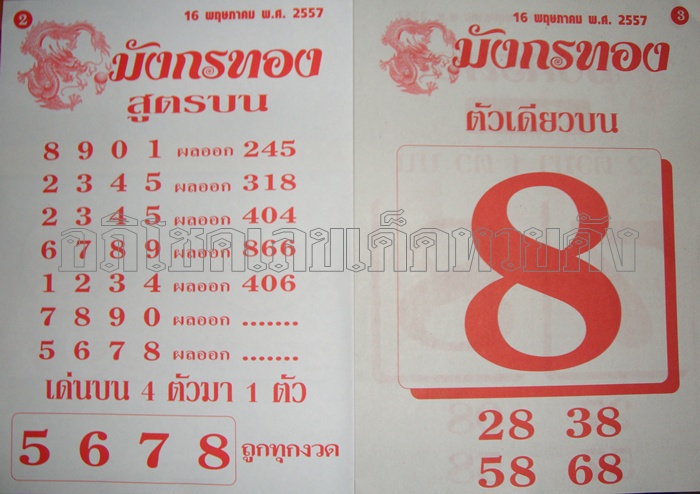 2
16 พฤษภาคม พ.ศ. 2557
มังกรทอง
สูตรบน
8 9 0 1 ผลออก 245
2 3 4 5 ผลออก 318
2 3 4 5 ผลออก 404
6 7 8 9 ผลออก 866
1 2 3 4 ผลออก 406
7 8 9 0 ผลออก .......
5 6 7 8 ผลออก .......
เด่นบน 4 ตัวมา 1 ตัว
5 6 7 8 ถูกทุกงวด
16 พฤษภาคม พ.ศ. 2557
3
มังกรทอง
ตัวเดียวบน
8
28 38
58 68